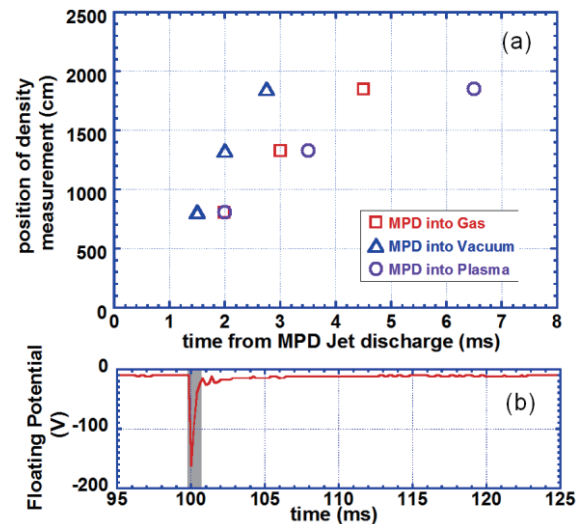 (a)
position of density
measurement (cm)
2500
2000
1500
1000
500
0
MPD into Gas
MPD into Vacuum
MPD into Plasma
0 1 2 3 4 5 6 7 8
time from MPD Jet discharge (ms)
(b)
Floating Potential
(V)
0
-100
-200
95 100 105 110 115 120 125
time (ms)